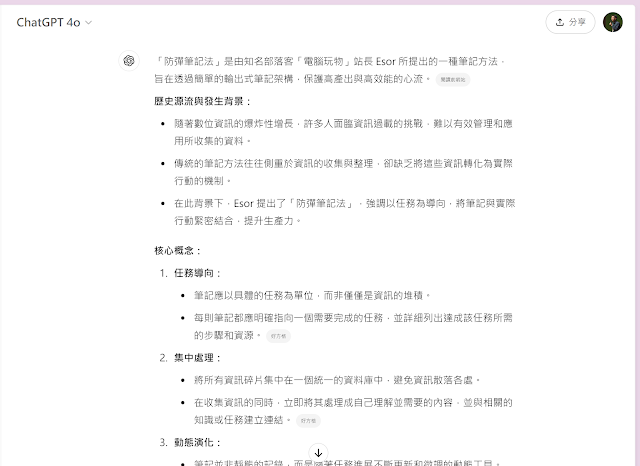 ChatGPT 4o
分享
「防彈筆記法」是由知名部落客「電腦玩物」站長 Esor 所提出的一種筆記方法，
旨在透過簡單的輸出式筆記架構，保護高產出與高效能的心流。
歷史源流與發生背景：
隨著數位資訊的爆炸性增長，許多人面臨資訊過載的挑戰，難以有效管理和應
用所收集的資料。
傳統的筆記方法往往側重於資訊的收集與整理，卻缺乏將這些資訊轉化為實際
行動的機制。
在此背景下，Esor 提出了「防彈筆記法」，強調以任務為導向，將筆記與實際
行動緊密結合，提升生產力。
核心概念：
1. 任務導向：
筆記應以具體的任務為單位，而非僅僅是資訊的堆積。
每則筆記都應明確指向一個需要完成的任務，並詳細列出達成該任務所需
的步驟和資源。 好方格
2. 集中處理：
將所有資訊碎片集中在一個統一的資料庫中，避免資訊散落各處。
在收集資訊的同時，立即將其處理成自己理解並需要的內容，並與相關的
知識或任務建立連結。 好方格
3. 動態演化：
筆記並非靜態的記錄，而是隨著任務進展不斷更新和微調的動態工具。